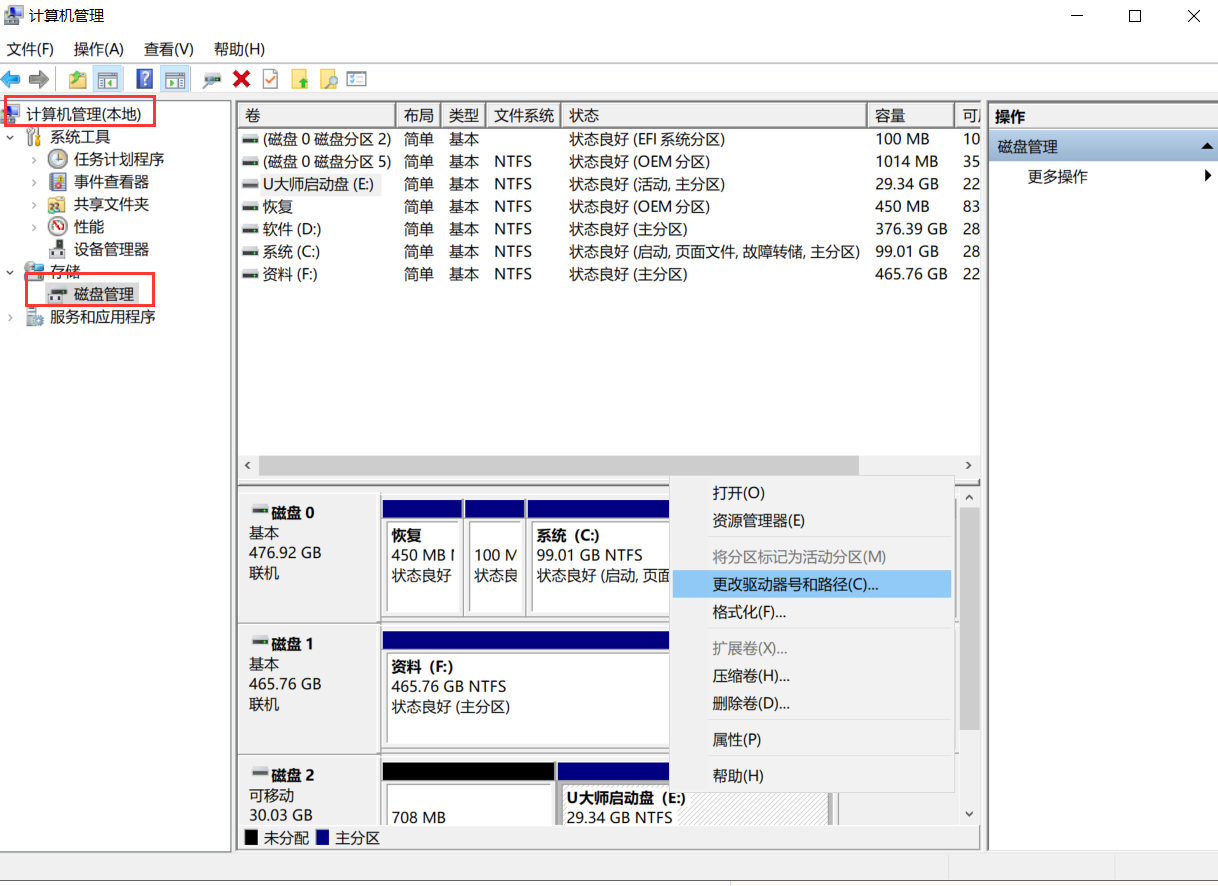 计算机管理
文件(F) 操作(A) 查看(V) 帮助(H)
计算机管理(本地)
系统工具
任务计划程序
事件查看器
共享文件夹
性能
设备管理器
存储
磁盘管理
服务和应用程序
卷 布局 类型 文件系统 状态 容量 可
(磁盘 0 磁盘分区 2) 简单 基本 状态良好 (EFI 系统分区) 100 MB 10
(磁盘 0 磁盘分区 5) 简单 基本 NTFS 状态良好 (OEM 分区) 1014 MB 35
U大师启动盘 (E:) 简单 基本 NTFS 状态良好 (活动, 主分区) 29.34 GB 22
恢复 简单 基本 NTFS 状态良好 (OEM 分区) 450 MB 83
软件 (D:) 简单 基本 NTFS 状态良好 (主分区) 376.39 GB 28
系统 (C:) 简单 基本 NTFS 状态良好 (启动, 页面文件, 故障转储, 主分区) 99.01 GB 28
资料 (F:) 简单 基本 NTFS 状态良好 (主分区) 465.76 GB 22
磁盘 0
基本
476.92 GB
联机
恢复
450 MB
状态良好
100 M
状态良
系统 (C:)
99.01 GB NTFS
状态良好 (启动, 页面
磁盘 1
基本
465.76 GB
联机
资料 (F:)
465.76 GB NTFS
状态良好 (主分区)
磁盘 2
可移动
30.03 GB
708 MB
U大师启动盘 (E:)
29.34 GB NTFS
未分配 主分区
打开(O)
资源管理器(E)
将分区标记为活动分区(M)
更改驱动器号和路径(C)...
格式化(F)...
扩展卷(X)...
压缩卷(H)...
删除卷(D)...
属性(P)
帮助(H)
操作
磁盘管理
更多操作